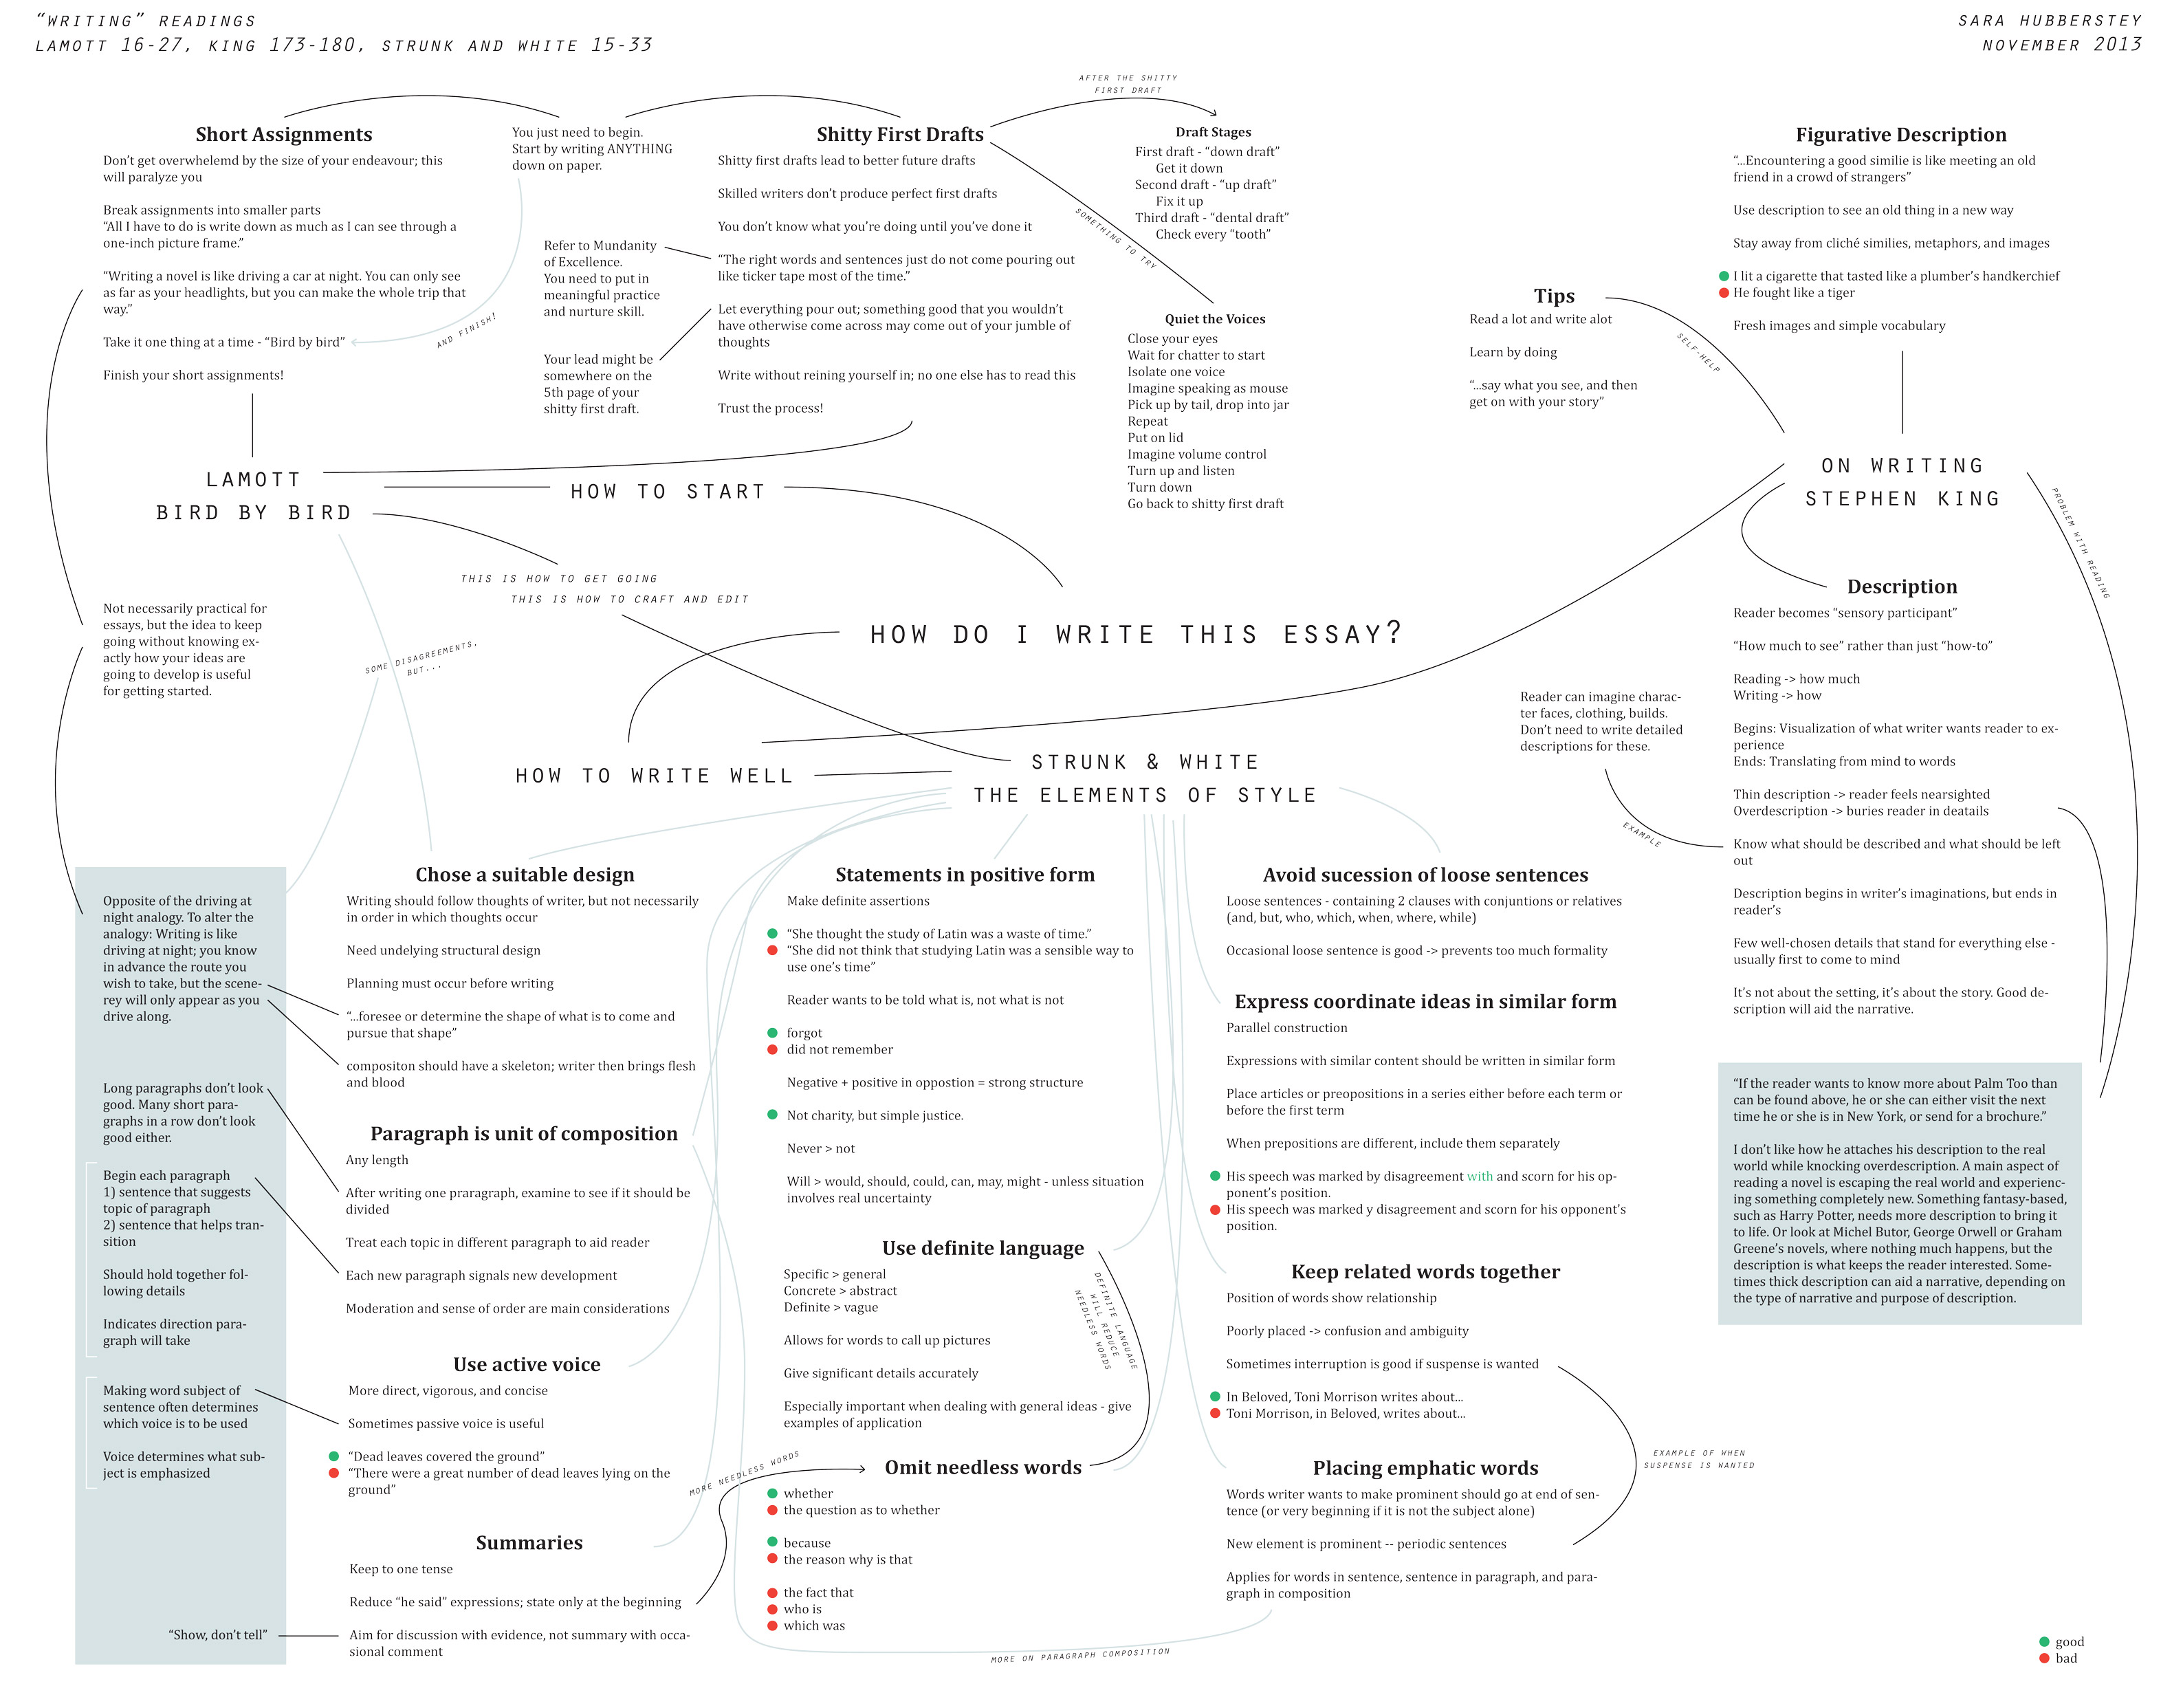 “WRITING” READINGS
LAMOTT 16-27, KING 173-180, STRUNK AND WHITE 15-33
SARA HUBBERSTEY
NOVEMBER 2013
Short Assignments
Don’t get overwhelemd by the size of your endeavour; this
will paralyze you
Break assignments into smaller parts
“All I have to do is write down as much as I can see through a
one-inch picture frame.”
“Writing a novel is like driving a car at night. You can only see
as far as your headlights, but you can make the whole trip that
way.”
Take it one thing at a time - “Bird by bird”
Finish your short assignments!
You just need to begin.
Start by writing ANYTHING
down on paper.
AND FINISH!
Shitty First Drafts
Shitty first drafts lead to better future drafts
Skilled writers don’t produce perfect first drafts
You don’t know what you’re doing until you’ve done it
“The right words and sentences just do not come pouring out
like ticker tape most of the time.”
Let everything pour out; something good that you wouldn’t
have otherwise come across may come out of your jumble of
thoughts
Write without reining yourself in; no one else has to read this
Trust the process!
Refer to Mundanity
of Excellence.
You need to put in
meaningful practice
and nurture skill.
Your lead might be
somewhere on the
5th page of your
shitty first draft.
AFTER THE SHITTY
FIRST DRAFT
Draft Stages
First draft - “down draft”
Get it down
Second draft - “up draft”
Fix it up
Third draft - “dental draft”
Check every “tooth”
SOMETHING TO TRY
Quiet the Voices
Close your eyes
Wait for chatter to start
Isolate one voice
Imagine speaking as mouse
Pick up by tail, drop into jar
Repeat
Put on lid
Imagine volume control
Turn up and listen
Turn down
Go back to shitty first draft
Tips
Read a lot and write alot
Learn by doing
“...say what you see, and then
get on with your story”
SELF-HELP
Figurative Description
“...Encountering a good similie is like meeting an old
friend in a crowd of strangers”
Use description to see an old thing in a new way
Stay away from cliché similies, metaphors, and images
I lit a cigarette that tasted like a plumber’s handkerchief
He fought like a tiger
Fresh images and simple vocabulary
LAMOTT
BIRD BY BIRD
HOW TO START
ON WRITING
STEPHEN KING
PROBLEM WITH READING
THIS IS HOW TO GET GOING
THIS IS HOW TO CRAFT AND EDIT
HOW DO I WRITE THIS ESSAY?
Not necessarily practical for
essays, but the idea to keep
going without knowing ex-
actly how your ideas are
going to develop is useful
for getting started.
SOME DISAGREEMENTS,
BUT...
HOW TO WRITE WELL
STRUNK & WHITE
THE ELEMENTS OF STYLE
Reader can imagine charac-
ter faces, clothing, builds.
Don’t need to write detailed
descriptions for these.
EXAMPLE
Description
Reader becomes “sensory participant”
“How much to see” rather than just “how-to”
Reading -> how much
Writing -> how
Begins: Visualization of what writer wants reader to ex-
perience
Ends: Translating from mind to words
Thin description -> reader feels nearsighted
Overdescription -> buries reader in deatails
Know what should be described and what should be left
out
Description begins in writer’s imaginations, but ends in
reader’s
Few well-chosen details that stand for everything else -
usually first to come to mind
It’s not about the setting, it’s about the story. Good de-
scription will aid the narrative.
“If the reader wants to know more about Palm Too than
can be found above, he or she can either visit the next
time he or she is in New York, or send for a brochure.”
I don’t like how he attaches his description to the real
world while knocking overdescription. A main aspect of
reading a novel is escaping the real world and experienc-
ing something completely new. Something fantasy-based,
such as Harry Potter, needs more description to bring it
to life. Or look at Michel Butor, George Orwell or Graham
Greene’s novels, where nothing much happens, but the
description is what keeps the reader interested. Some-
times thick description can aid a narrative, depending on
the type of narrative and purpose of description.
Opposite of the driving at
night analogy. To alter the
analogy: Writing is like
driving at night; you know
in advance the route you
wish to take, but the scene-
rey will only appear as you
drive along.
Long paragraphs don’t look
good. Many short para-
graphs in a row don’t look
good either.
Begin each paragraph
1) sentence that suggests
topic of paragraph
2) sentence that helps tran-
sition
Should hold together fol-
lowing details
Indicates direction para-
graph will take
Making word subject of
sentence often determines
which voice is to be used
Voice determines what sub-
ject is emphasized
“Show, don’t tell”
Chose a suitable design
Writing should follow thoughts of writer, but not necessarily
in order in which thoughts occur
Need undelying structural design
Planning must occur before writing
“...foresee or determine the shape of what is to come and
pursue that shape”
compositon should have a skeleton; writer then brings flesh
and blood
Paragraph is unit of composition
Any length
After writing one praragraph, examine to see if it should be
divided
Treat each topic in different paragraph to aid reader
Each new paragraph signals new development
Moderation and sense of order are main considerations
Use active voice
More direct, vigorous, and concise
Sometimes passive voice is useful
“Dead leaves covered the ground”
“There were a great number of dead leaves lying on the
ground”
Summaries
Keep to one tense
Reduce “he said” expressions; state only at the beginning
Aim for discussion with evidence, not summary with occa-
sional comment
MORE NEEDLESS WORDS
Statements in positive form
Make definite assertions
“She thought the study of Latin was a waste of time.”
“She did not think that studying Latin was a sensible way to
use one’s time”
Reader wants to be told what is, not what is not
forgot
did not remember
Negative + positive in oppostion = strong structure
Not charity, but simple justice.
Never > not
Will > would, should, could, can, may, might - unless situation
involves real uncertainty
Use definite language
Specific > general
Concrete > abstract
Definite > vague
Allows for words to call up pictures
Give significant details accurately
Especially important when dealing with general ideas - give
examples of application
DEFINITE LANGUAGE
WILL REDUCE
NEEDLESS WORDS
Omit needless words
whether
the question as to whether
because
the reason why is that
the fact that
who is
which was
MORE ON PARAGRAPH COMPOSITION
Avoid sucession of loose sentences
Loose sentences - containing 2 clauses with conjuntions or relatives
(and, but, who, which, when, where, while)
Occasional loose sentence is good -> prevents too much formality
Express coordinate ideas in similar form
Parallel construction
Expressions with similar content should be written in similar form
Place articles or preopositions in a series either before each term or
before the first term
When prepositions are different, include them separately
His speech was marked by disagreement with and scorn for his op-
ponent’s position.
His speech was marked y disagreement and scorn for his opponent’s
position.
Keep related words together
Position of words show relationship
Poorly placed -> confusion and ambiguity
Sometimes interruption is good if suspense is wanted
In Beloved, Toni Morrison writes about...
Toni Morrison, in Beloved, writes about...
EXAMPLE OF WHEN
SUSPENSE IS WANTED
Placing emphatic words
Words writer wants to make prominent should go at end of sen-
tence (or very beginning if it is not the subject alone)
New element is prominent -- periodic sentences
Applies for words in sentence, sentence in paragraph, and para-
graph in composition
good
bad